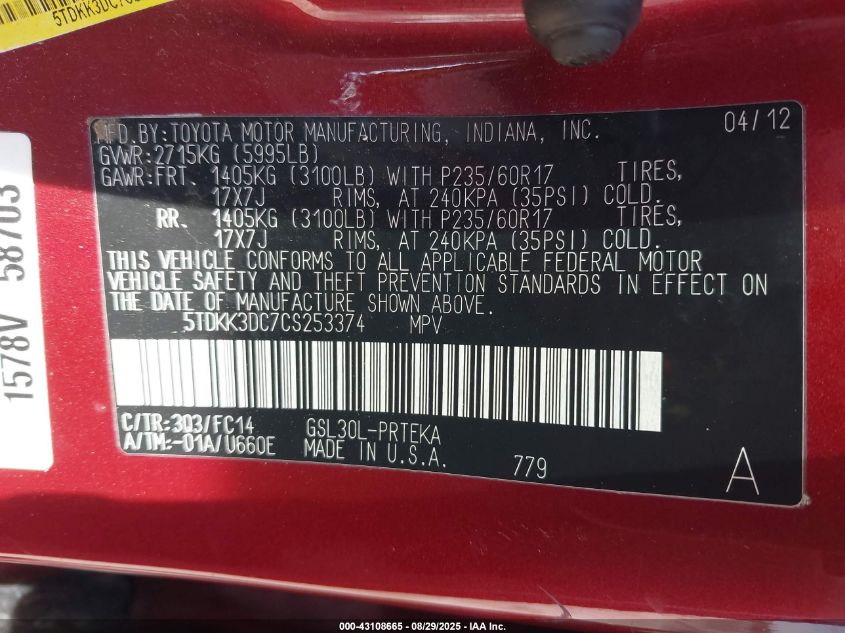 5TDKK3DC7C
MFD.BY:TOYOTA MOTOR MANUFACTURING, INDIANA, INC. 04/12
GVWR:2715KG (5995LB)
GAWR:FRT. 1405KG (3100LB) WITH P235/60R17 TIRES,
17X7J RIMS, AT 240KPA (35PSI) COLD.
RR. 1405KG (3100LB) WITH P235/60R17 TIRES,
17X7J RIMS, AT 240KPA (35PSI) COLD.
THIS VEHICLE CONFORMS TO ALL APPLICABLE FEDERAL MOTOR
VEHICLE SAFETY AND THEFT PREVENTION STANDARDS IN EFFECT ON
THE DATE OF MANUFACTURE SHOWN ABOVE.
5TDKK3DC7CS253374 MPV
C/TR:3Q3/FC14 GSL30L-PRTEKA
A/TM:-01A/U660E MADE IN U.S.A. 779 A
1578V 58703
000-43108665 - 08/29/2025 - IAA Inc.